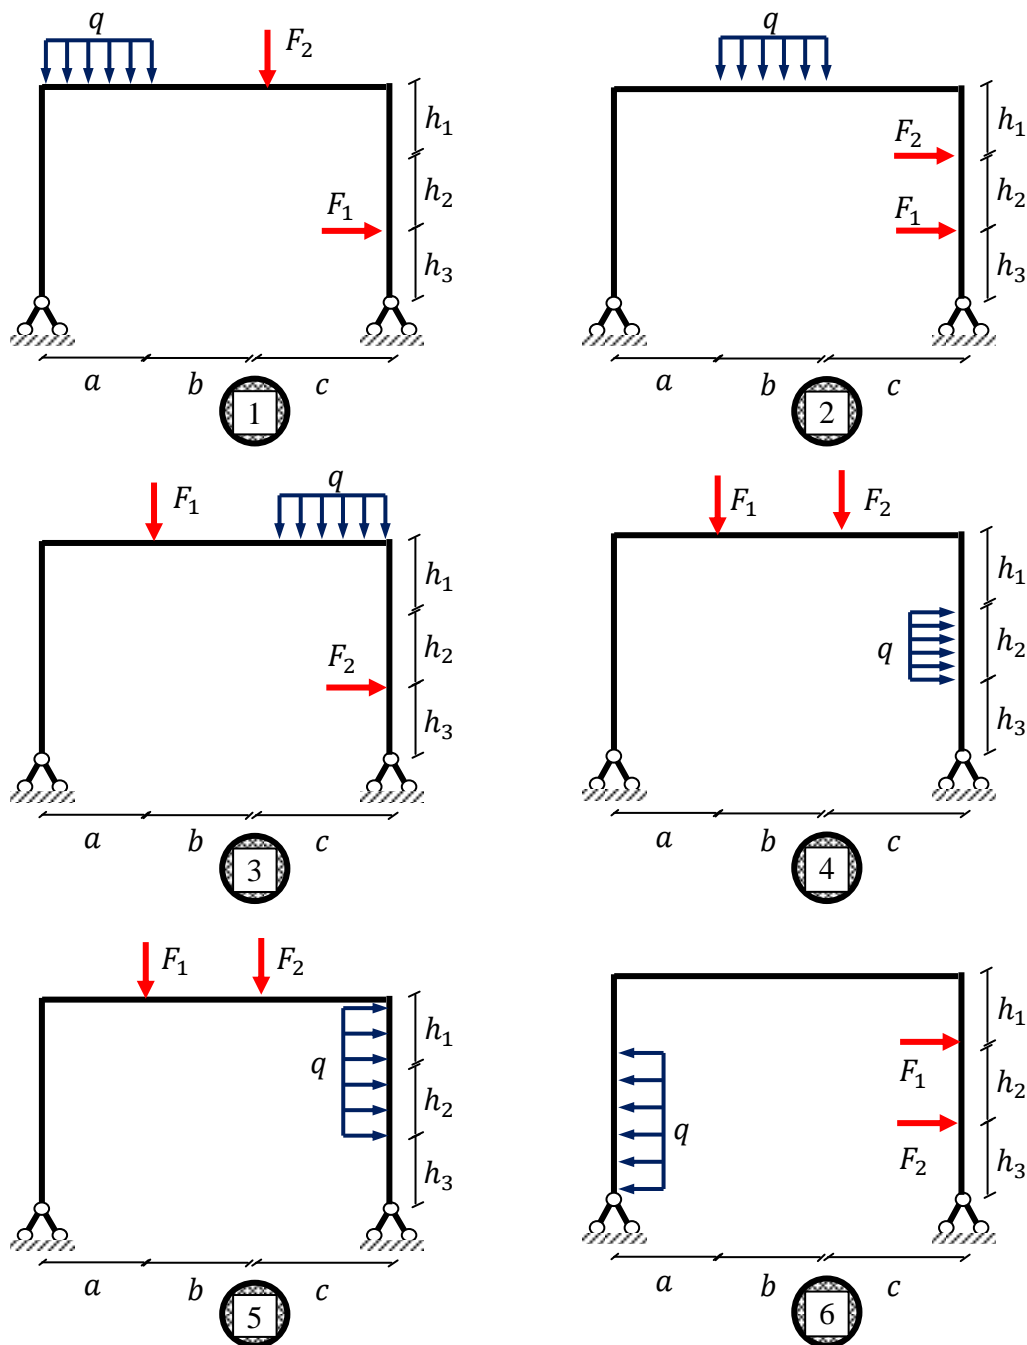 q F₂
h₁
F₁ h₂
h₃
a b c
1
q
h₁
F₂
h₂
F₁
h₃
a b c
2
F₁ q
h₁
F₂ h₂
h₃
a b c
3
F₁ F₂
h₁
q h₂
h₃
a b c
4
F₁ F₂
h₁
q
h₂
h₃
a b c
5
h₁
F₁
h₂
q
F₂ h₃
a b c
6